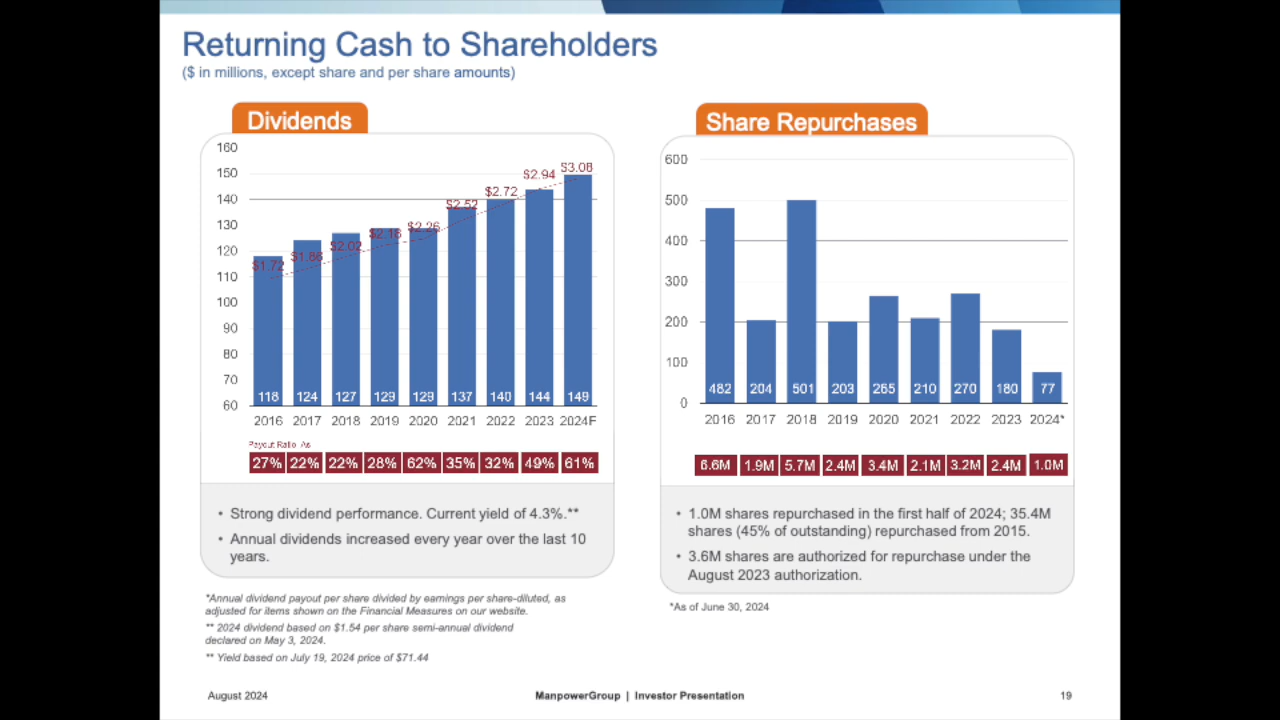 Returning Cash to Shareholders
($ in millions, except share and per share amounts)
Dividends
160
150
140
130
120
110
100
90
80
70
60
$1.72
$1.86
$2.02
$2.18
$2.26
$2.52
$2.72
$2.94
$3.08
118
124
127
129
129
137
140
144
149
2016
2017
2018
2019
2020
2021
2022
2023
2024F
Payout Ratio As
27%
22%
22%
28%
62%
35%
32%
49%
61%
• Strong dividend performance. Current yield of 4.3%.**
• Annual dividends increased every year over the last 10
years.
*Annual dividend payout per share divided by earnings per share-diluted, as
adjusted for items shown on the Financial Measures on our website.
** 2024 dividend based on $1.54 per share semi-annual dividend
declared on May 3, 2024.
** Yield based on July 19, 2024 price of $71.44
Share Repurchases
600
500
400
300
200
100
0
482
204
501
203
265
210
270
180
77
2016
2017
2018
2019
2020
2021
2022
2023
2024*
6.6M
1.9M
5.7M
2.4M
3.4M
2.1M
3.2M
2.4M
1.0M
• 1.0M shares repurchased in the first half of 2024; 35.4M
shares (45% of outstanding) repurchased from 2015.
• 3.6M shares are authorized for repurchase under the
August 2023 authorization.
*As of June 30, 2024
August 2024
ManpowerGroup | Investor Presentation
19